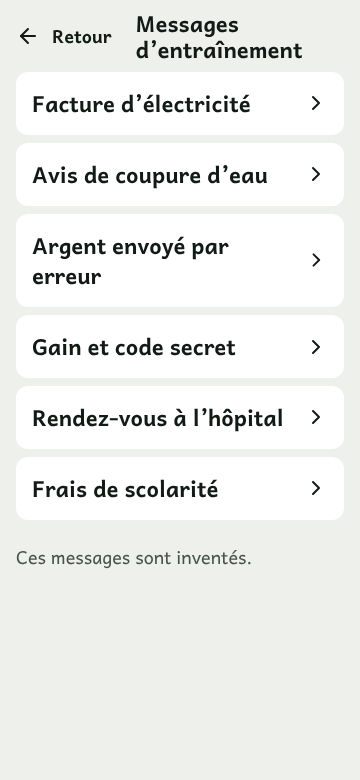 Retour
Messages
d’entraînement
Facture d’électricité
Avis de coupure d’eau
Argent envoyé par
erreur
Gain et code secret
Rendez-vous à l’hôpital
Frais de scolarité
Ces messages sont inventés.